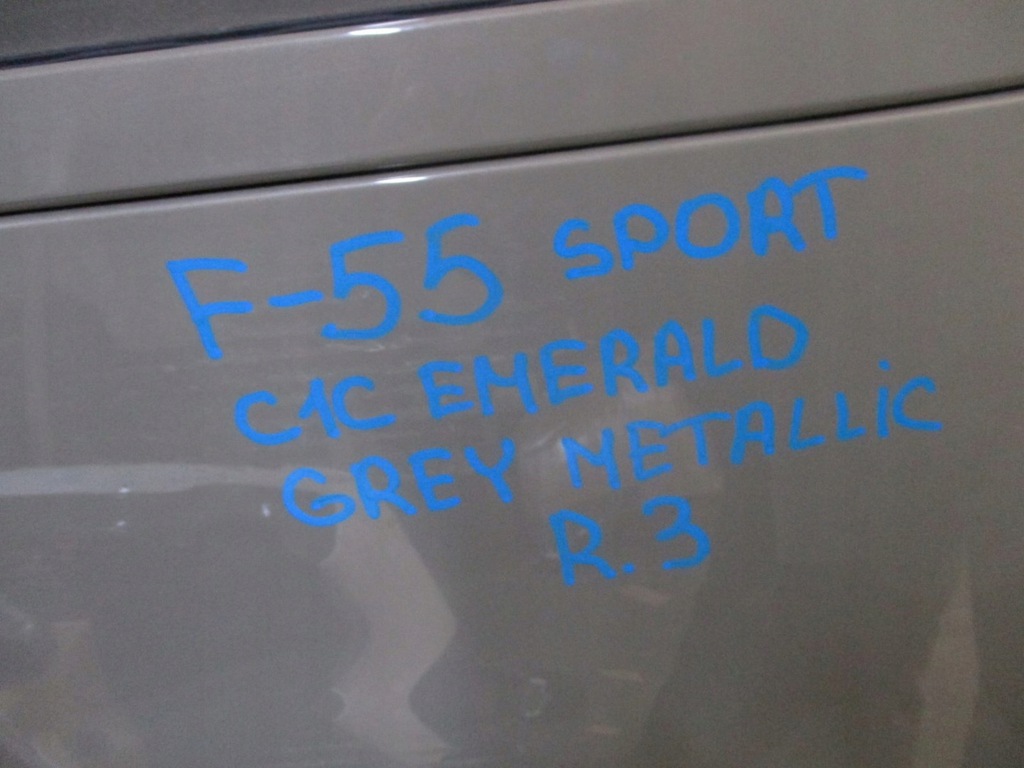 F-55 SPORT
C1C EMERALD
GREY METALLiC
R.3